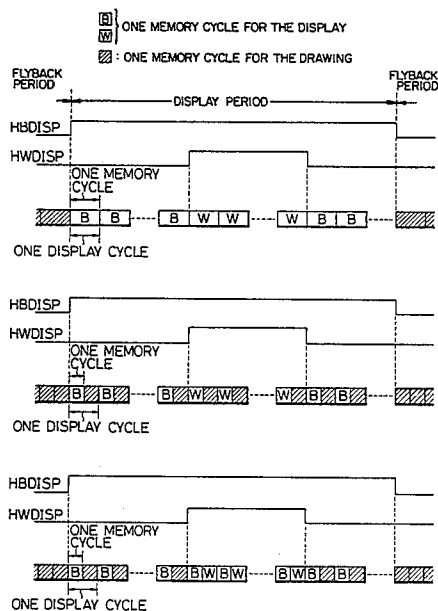 B
W
ONE MEMORY CYCLE FOR THE DISPLAY
: ONE MEMORY CYCLE FOR THE DRAWING
FLYBACK PERIOD
DISPLAY PERIOD
FLYBACK PERIOD
HBDISP
HWDISP
ONE MEMORY CYCLE
B B B W W W B B
ONE DISPLAY CYCLE
HBDISP
HWDISP
ONE MEMORY CYCLE
B B B W W W B B
ONE DISPLAY CYCLE
HBDISP
HWDISP
ONE MEMORY CYCLE
B B B B W B W B W B B
ONE DISPLAY CYCLE